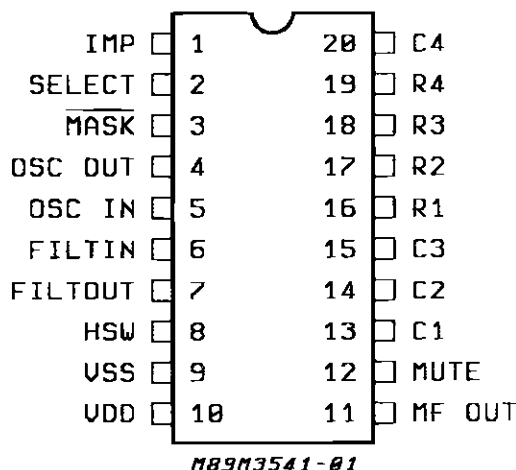 IMP 1 20 C4
SELECT 2 19 R4
MASK 3 18 R3
OSC OUT 4 17 R2
OSC IN 5 16 R1
FILTIN 6 15 C3
FILTOUT 7 14 C2
HSW 8 13 C1
VSS 9 12 MUTE
VDD 10 11 MF OUT
M89M3541-01